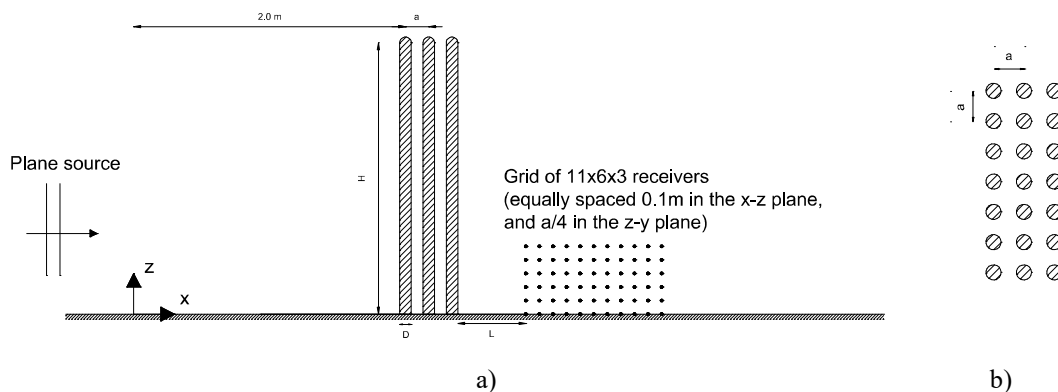 2.0 m
a
H
Plane source
Grid of 11x6x3 receivers
(equally spaced 0.1m in the x-z plane,
and a/4 in the z-y plane)
z
x
D
L
a)
a
a
b)